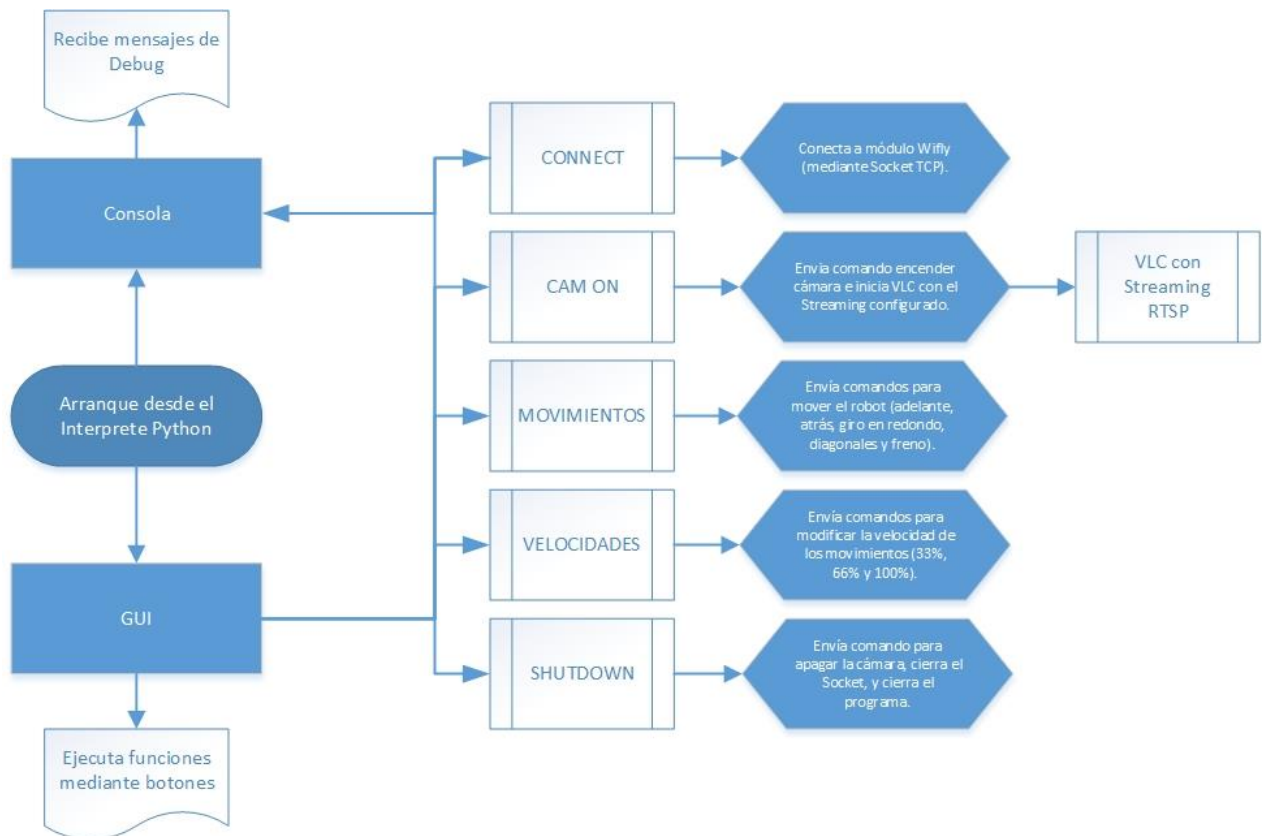 Recibe mensajes de
Debug
Consola
Arranque desde el
Interprete Python
GUI
Ejecuta funciones
mediante botones
CONNECT
Conecta a módulo Wifly
(mediante Socket TCP).
CAM ON
Envía comando encender
cámara e inicia VLC con el
Streaming configurado.
VLC con
Streaming
RTSP
MOVIMIENTOS
Envía comandos para
mover el robot (adelante,
atrás, giro en redondo,
diagonales y freno).
VELOCIDADES
Envía comandos para
modificar la velocidad de
los movimientos (33%,
66% y 100%).
SHUTDOWN
Envía comando para
apagar la cámara, cierra el
Socket, y cierra el
programa.